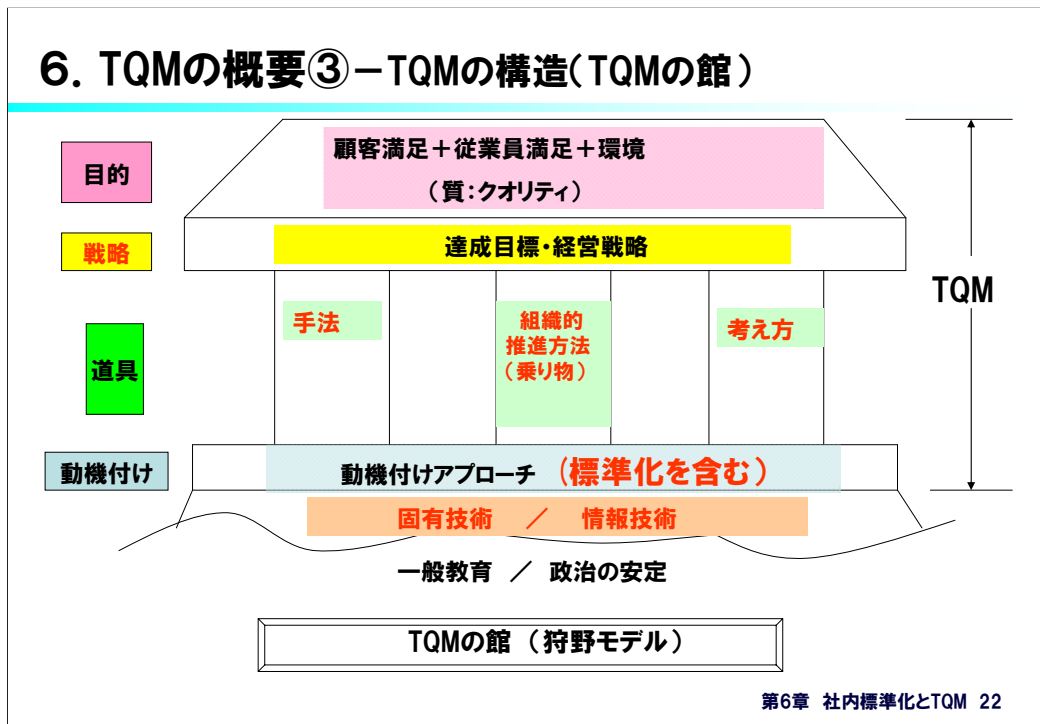 ６．TQMの概要③－TQMの構造（TQMの館）
目的
顧客満足＋従業員満足＋環境
（質：クオリティ）
戦略
達成目標・経営戦略
TQM
道具
手法
組織的
推進方法
（乗り物）
考え方
動機付け
動機付けアプローチ （標準化を含む）
固有技術 ／ 情報技術
一般教育 ／ 政治の安定
TQMの館 （狩野モデル）
第6章 社内標準化とTQM 22